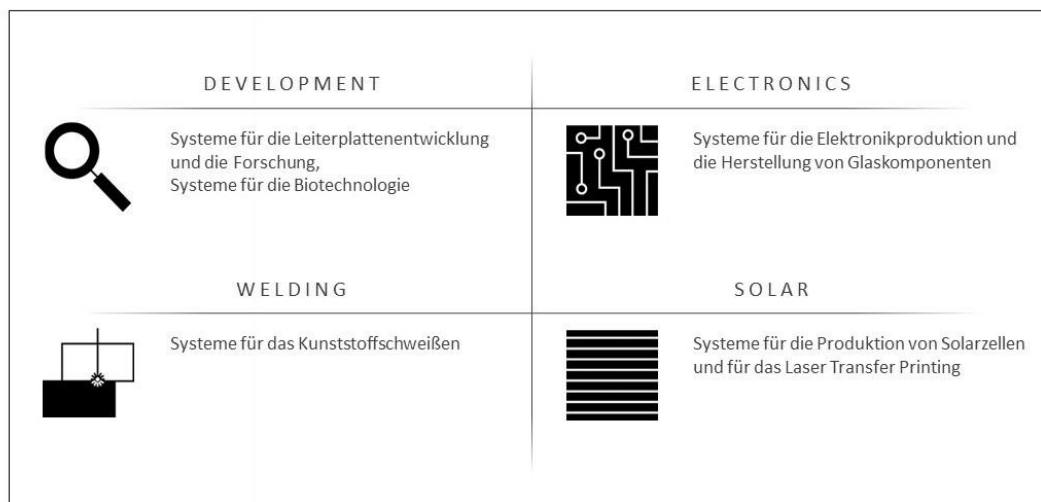 DEVELOPMENT
Systeme für die Leiterplattenentwicklung
und die Forschung,
Systeme für die Biotechnologie
ELECTRONICS
Systeme für die Elektronikproduktion und
die Herstellung von Glaskomponenten
WELDING
Systeme für das Kunststoffschweißen
SOLAR
Systeme für die Produktion von Solarzellen
und für das Laser Transfer Printing